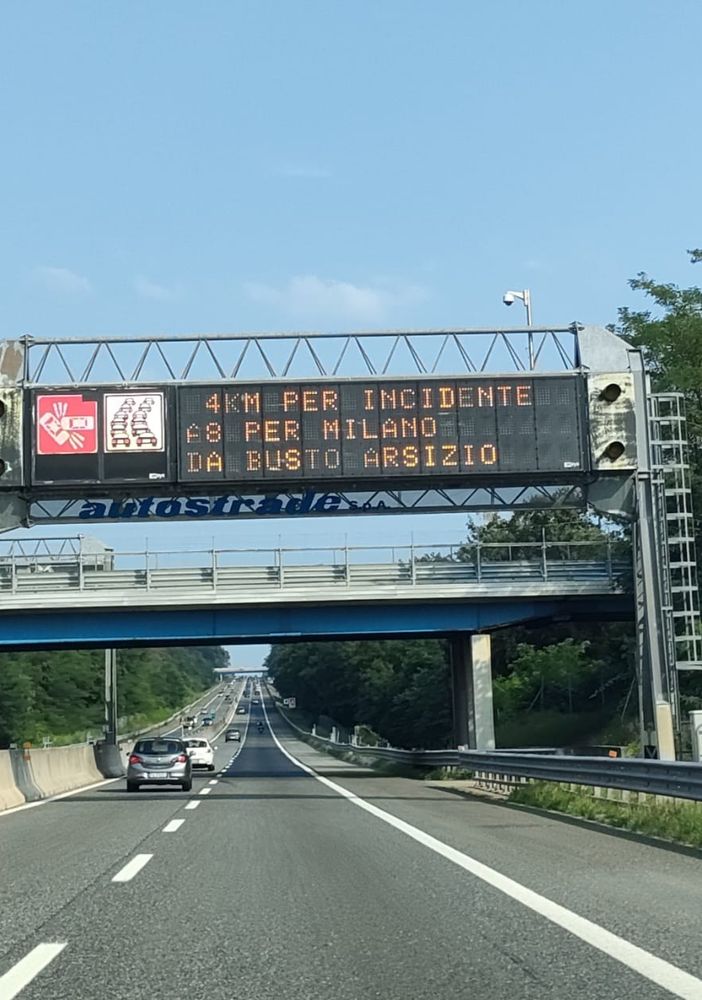 4KM PER INCIDENTE
A8 PER MILANO
DA BUSTO ARSIZIO
autostrade S.p.A.